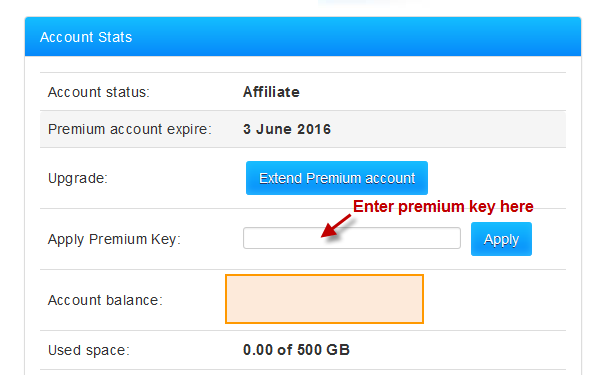 Account Stats
Account status: Affiliate
Premium account expire: 3 June 2016
Upgrade: Extend Premium account
Enter premium key here
Apply Premium Key: Apply
Account balance:
Used space: 0.00 of 500 GB